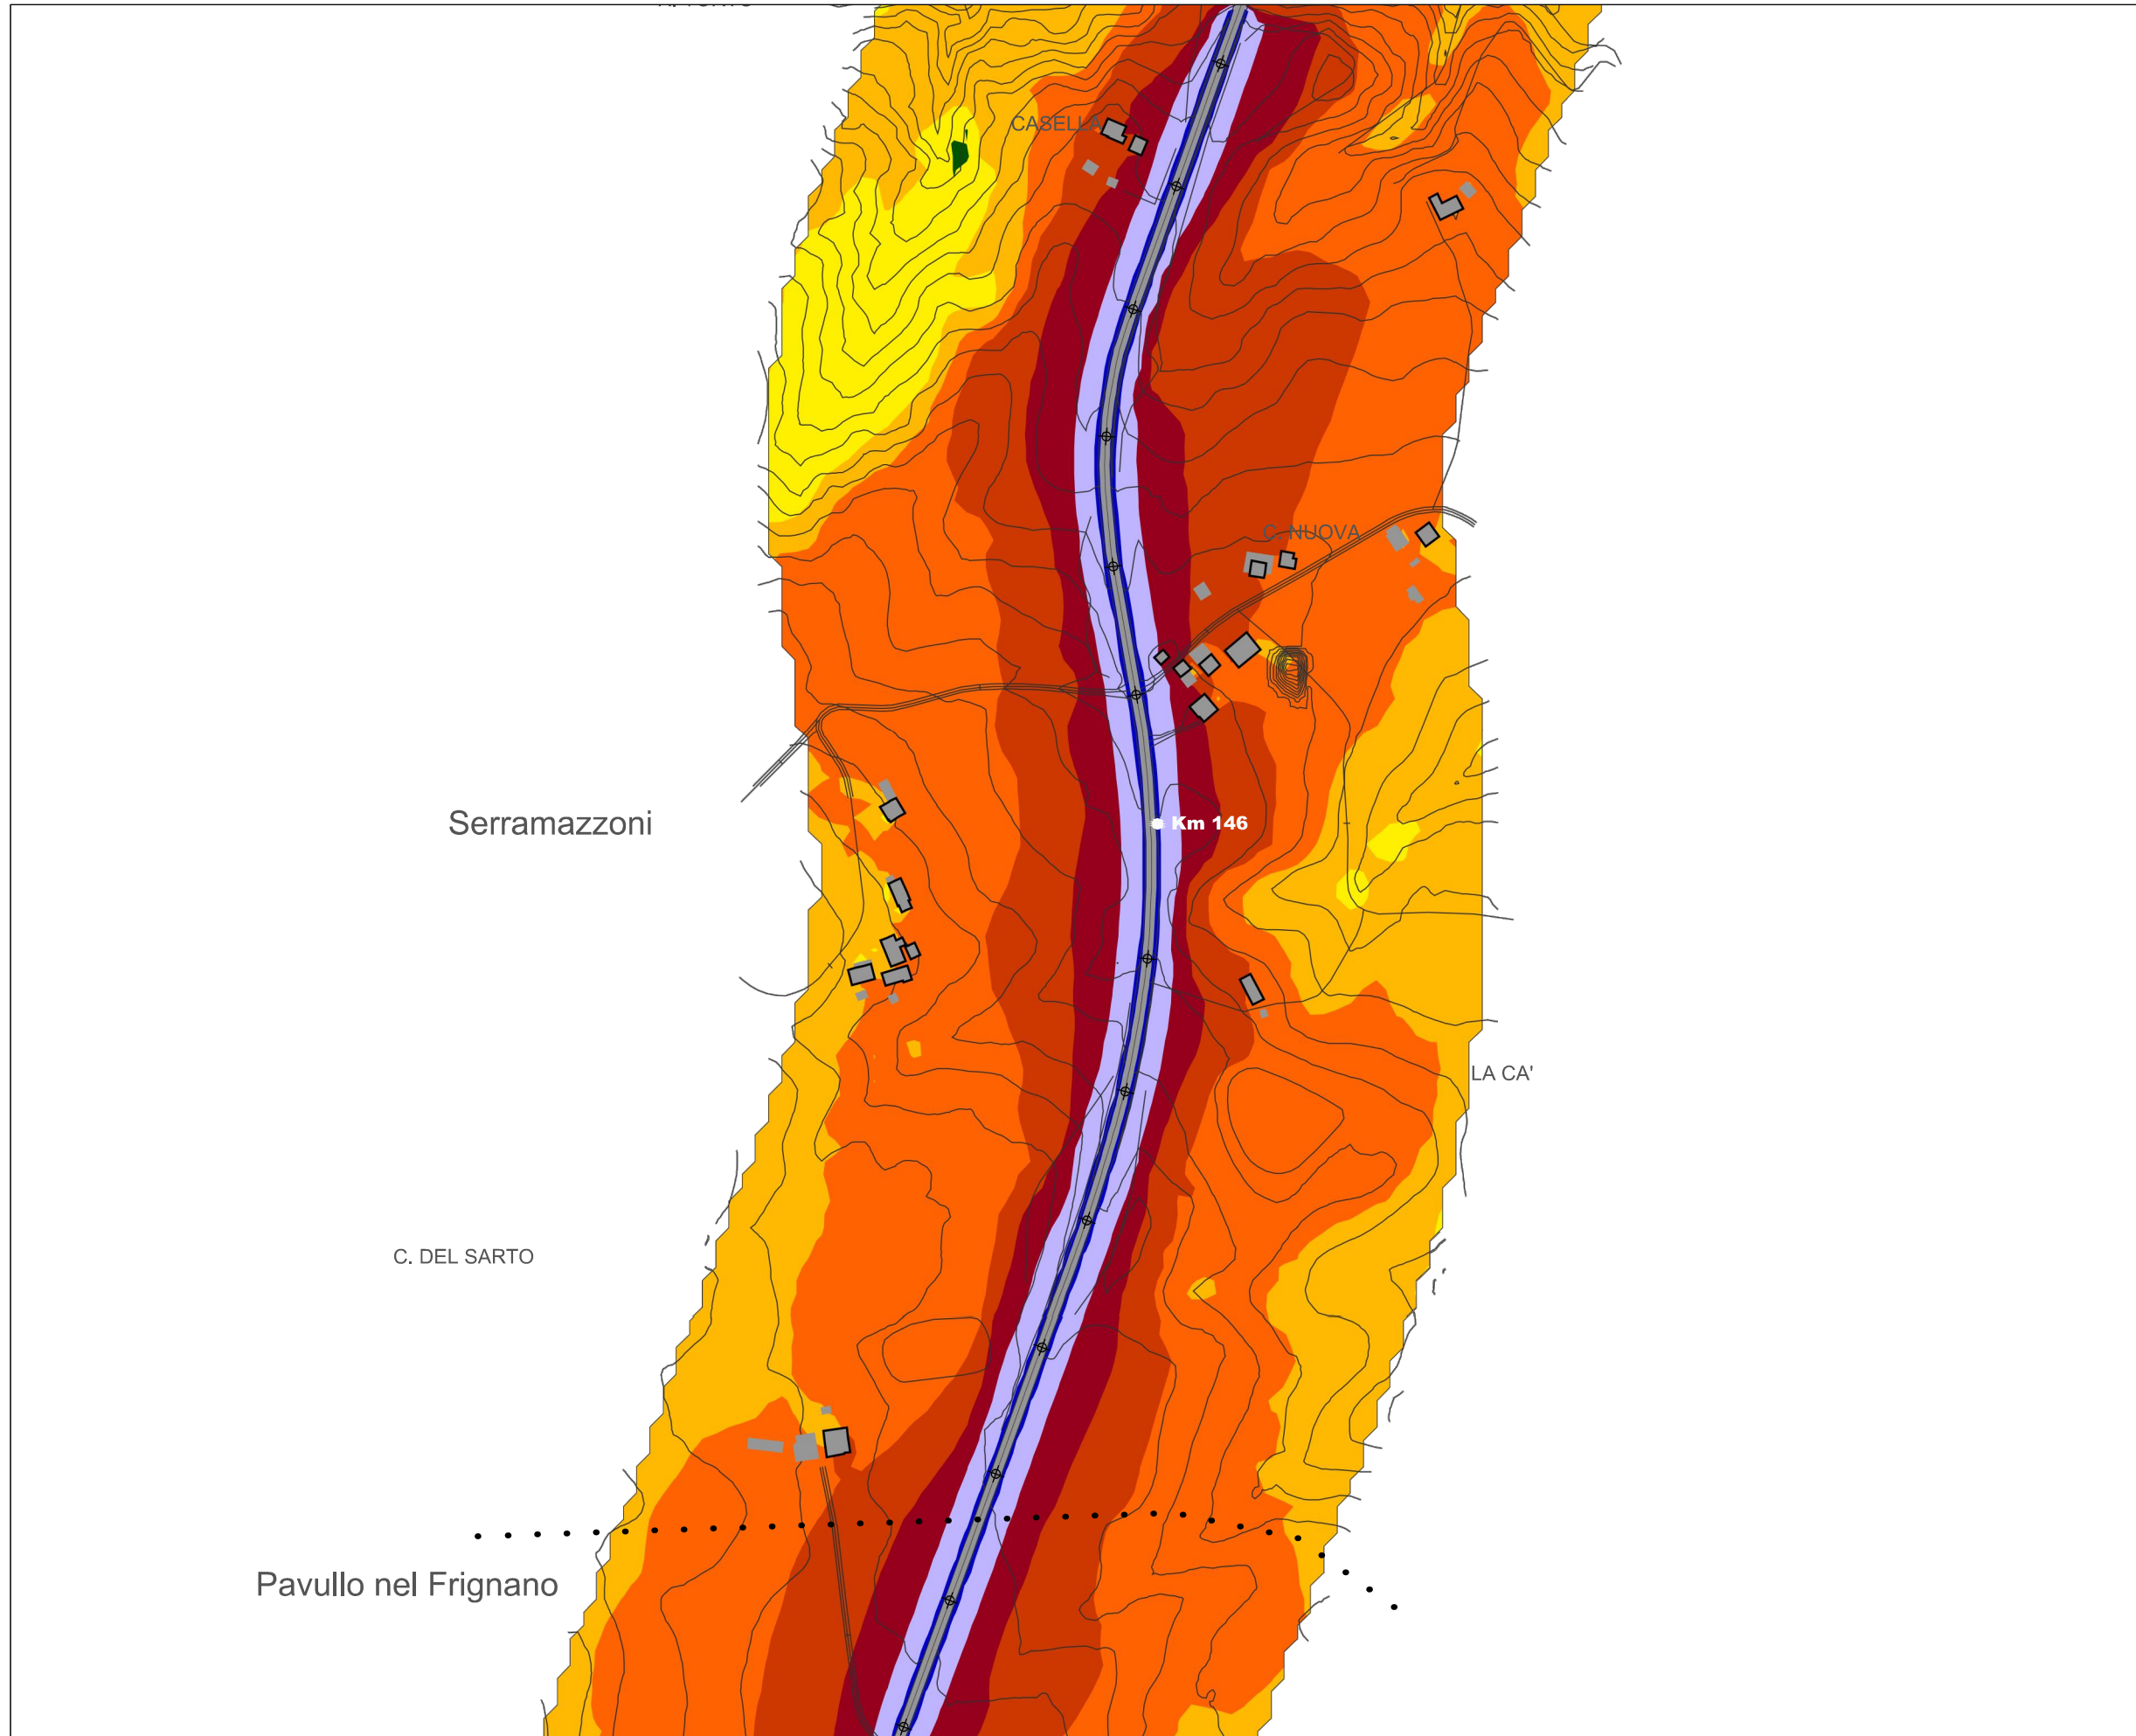 CASELLA
C. NUOVA
Serramazzoni
Km 146
LA CA'
C. DEL SARTO
Pavullo nel Frignano